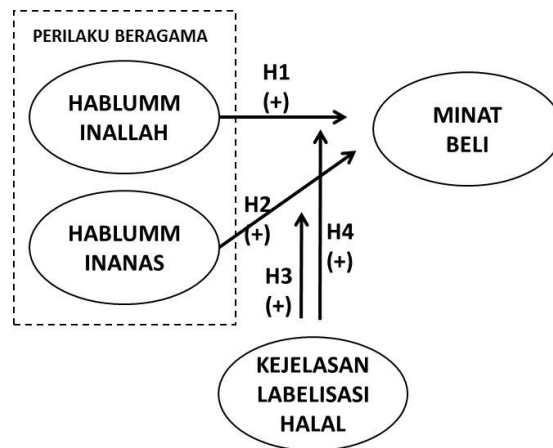 PERILAKU BERAGAMA
HABLUMM
INALLAH
H1
(+)
MINAT
BELI
HABLUMM
INANAS
H2
(+)
H3
(+)
H4
(+)
KEJELASAN
LABELISASI
HALAL